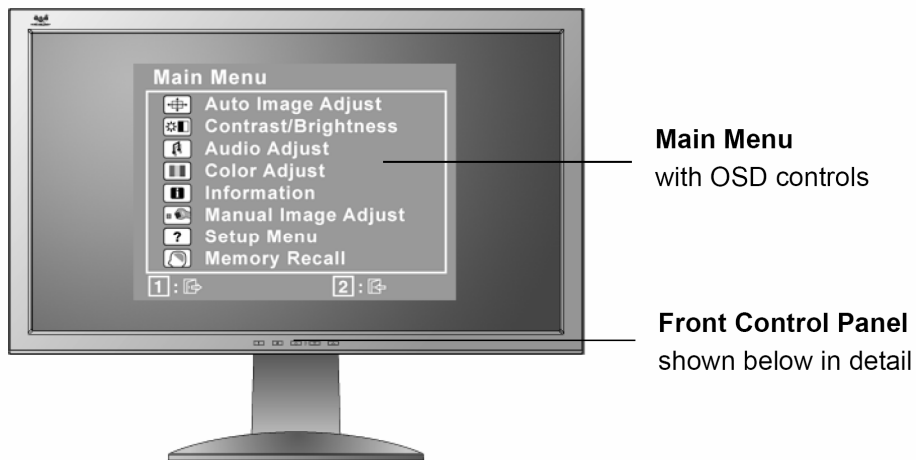 Main Menu
Auto Image Adjust
Contrast/Brightness
Audio Adjust
Color Adjust
Information
Manual Image Adjust
? Setup Menu
Memory Recall
1 : 2 :
Main Menu
with OSD controls
Front Control Panel
shown below in detail